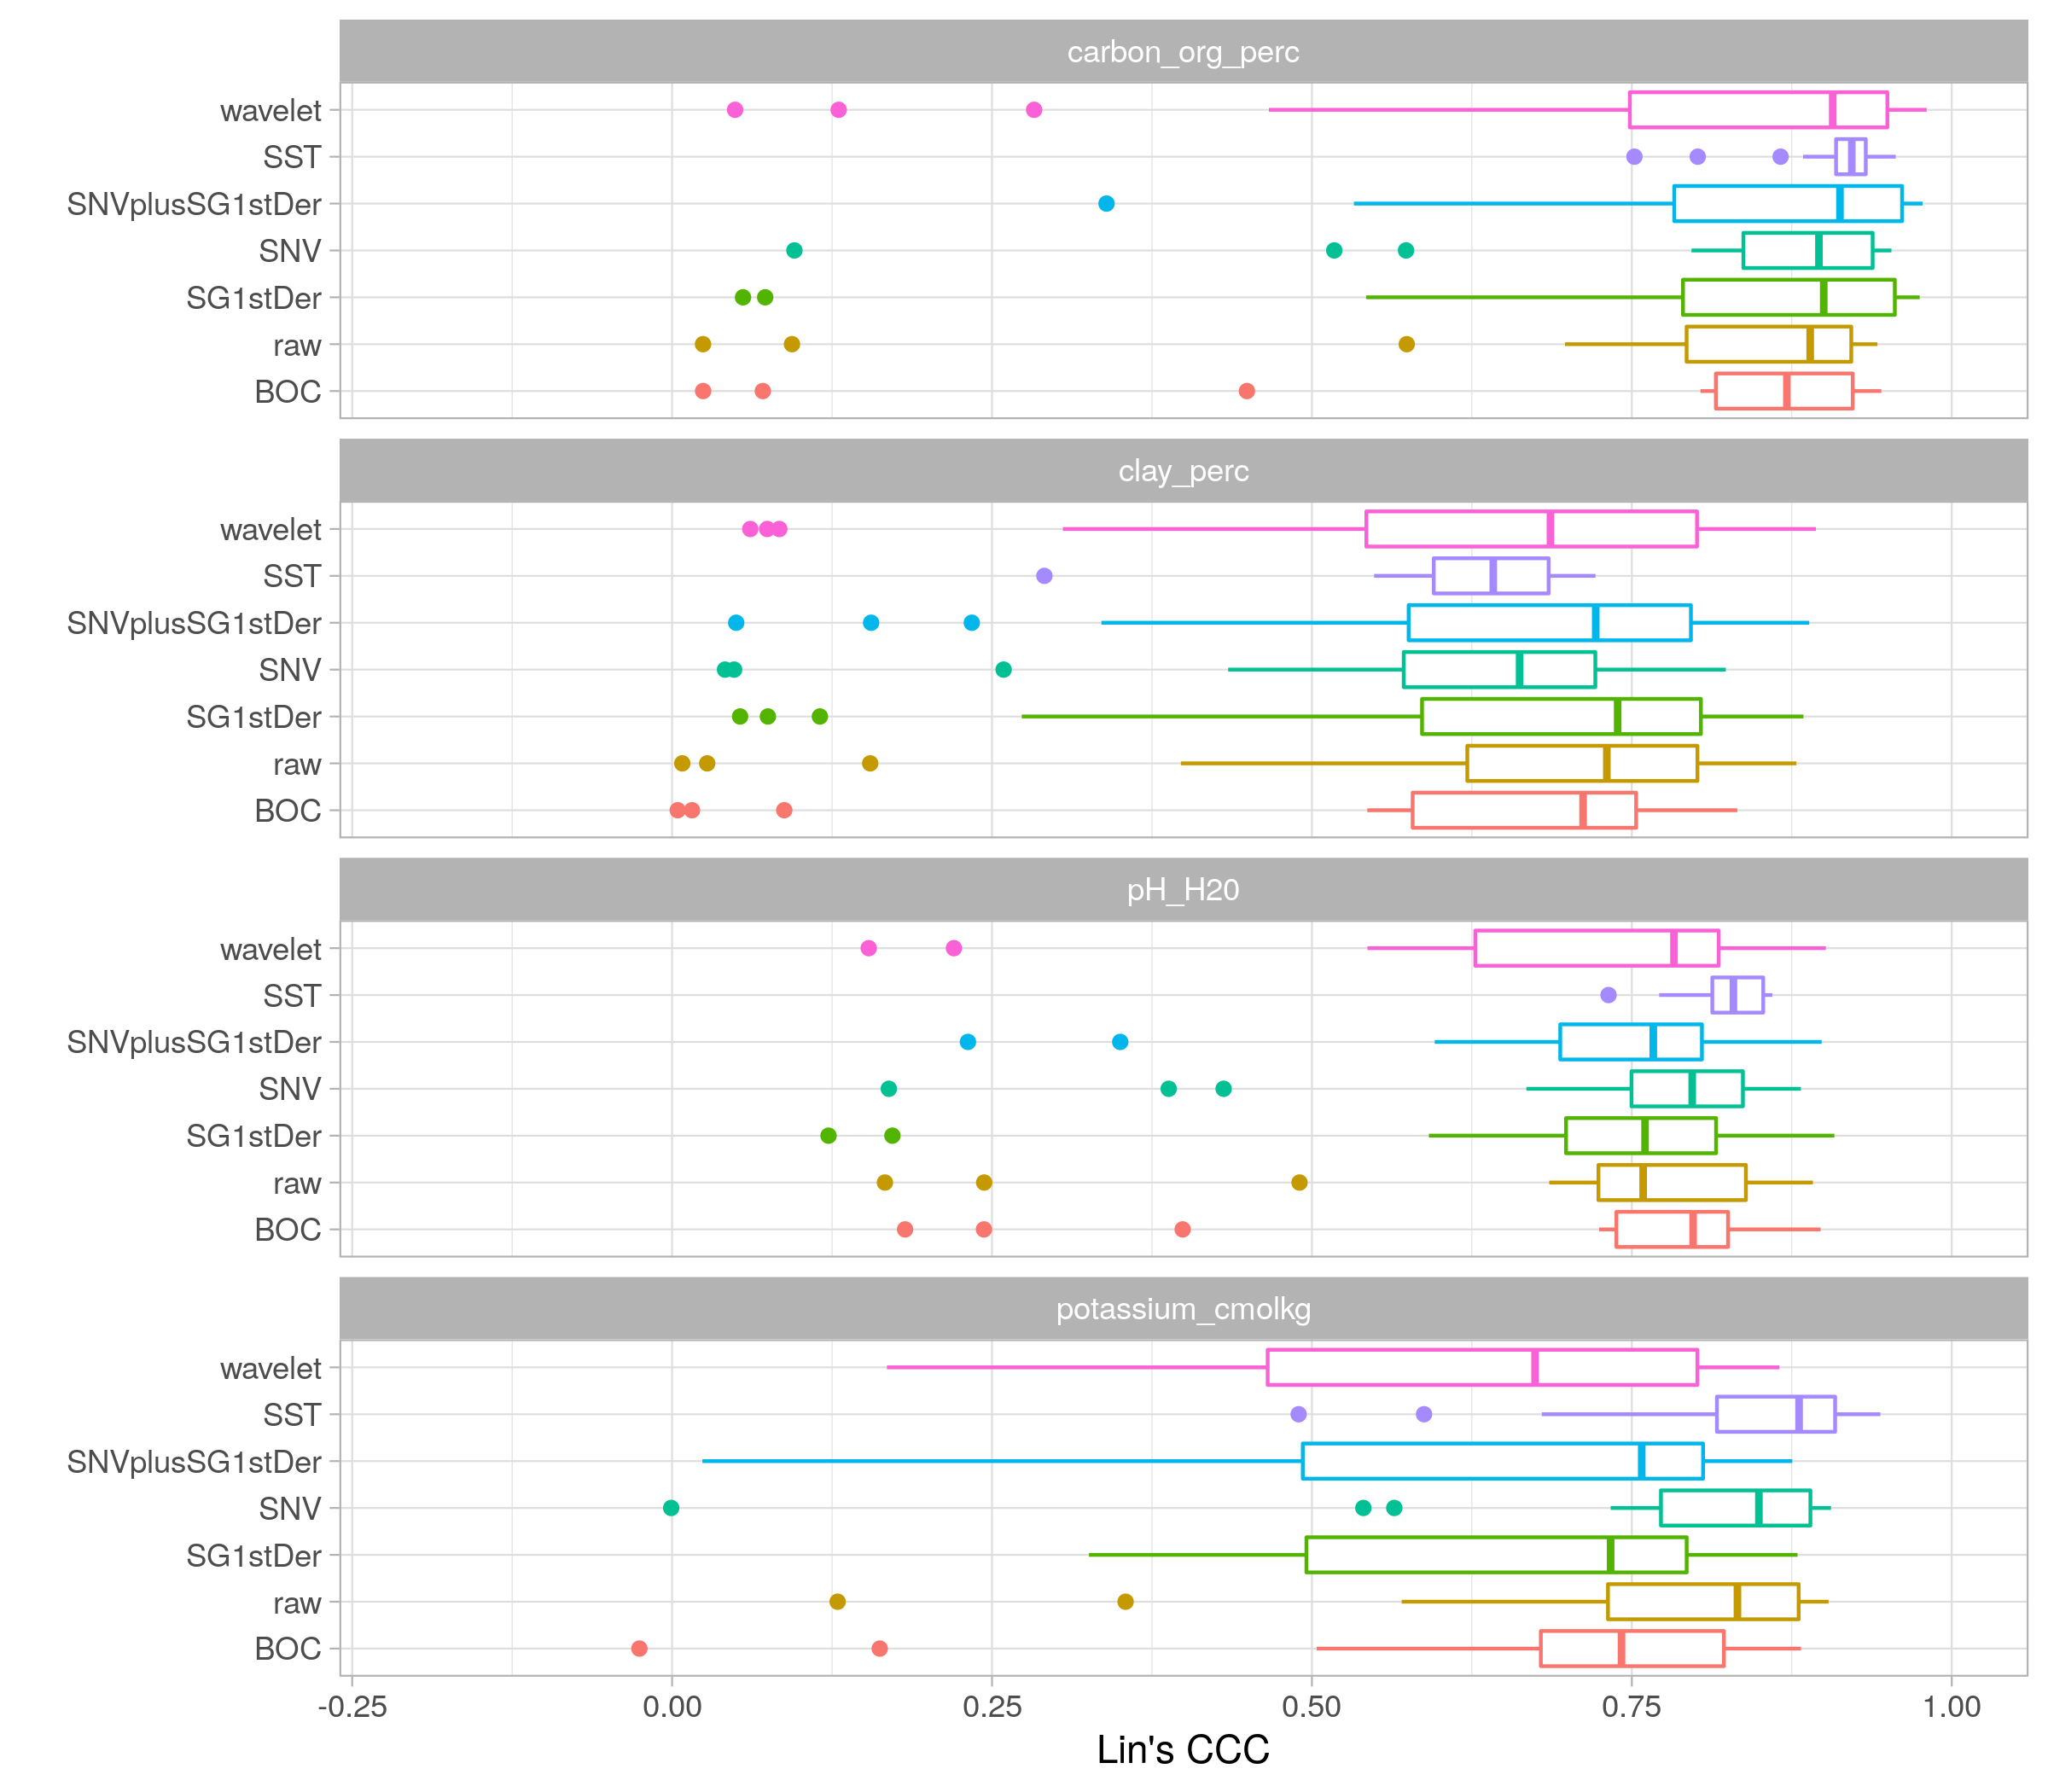 carbon_org_perc
wavelet
SST
SNVplusSG1stDer
SNV
SG1stDer
raw
BOC
clay_perc
wavelet
SST
SNVplusSG1stDer
SNV
SG1stDer
raw
BOC
pH_H20
wavelet
SST
SNVplusSG1stDer
SNV
SG1stDer
raw
BOC
potassium_cmolkg
wavelet
SST
SNVplusSG1stDer
SNV
SG1stDer
raw
BOC
-0.25 0.00 0.25 0.50 0.75 1.00
Lin's CCC